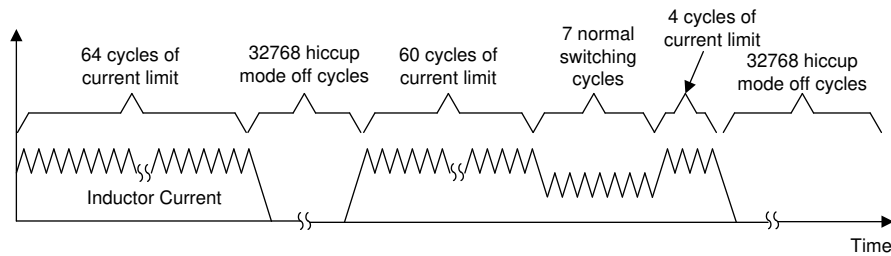 64 cycles of
current limit
32768 hiccup
mode off cycles
60 cycles of
current limit
7 normal
switching
cycles
4 cycles of
current limit
32768 hiccup
mode off cycles
Inductor Current
Time